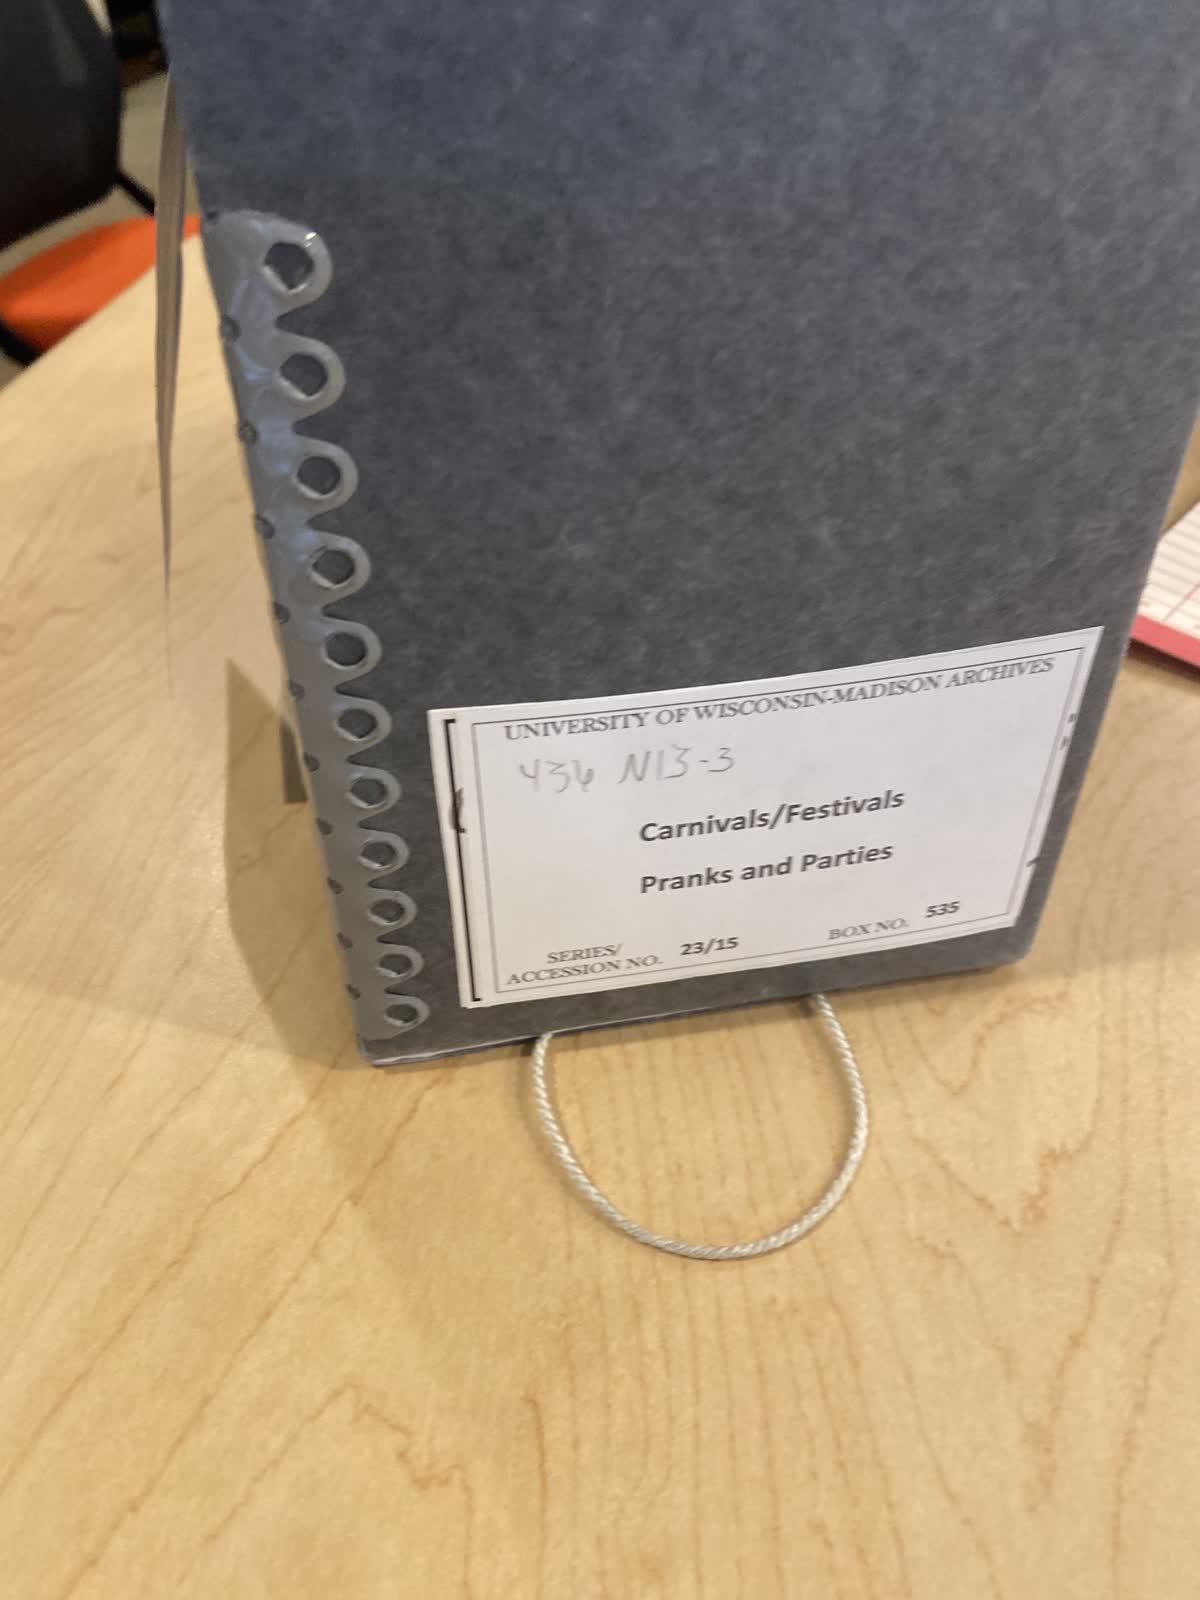 UNIVERSITY OF WISCONSIN-MADISON ARCHIVES
436 N13-3
Carnivals/Festivals
Pranks and Parties
SERIES/
ACCESSION NO. 23/15 BOX NO. 535